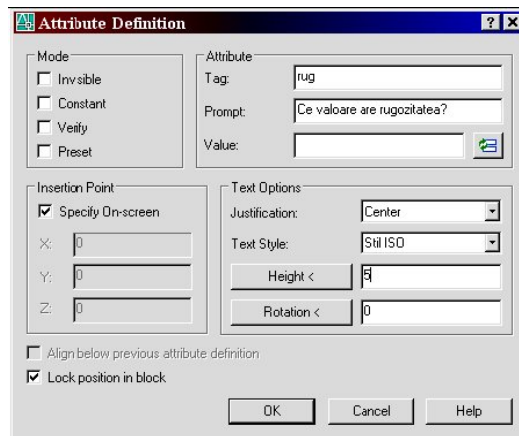 Attribute Definition
Mode
Invisible
Constant
Verify
Preset
Attribute
Tag: rug
Prompt: Ce valoare are rugozitatea?
Value:
Insertion Point
Specify On-screen
X: 0
Y: 0
Z: 0
Text Options
Justification: Center
Text Style: Stil ISO
Height < 5
Rotation < 0
Align below previous attribute definition
Lock position in block
OK Cancel Help